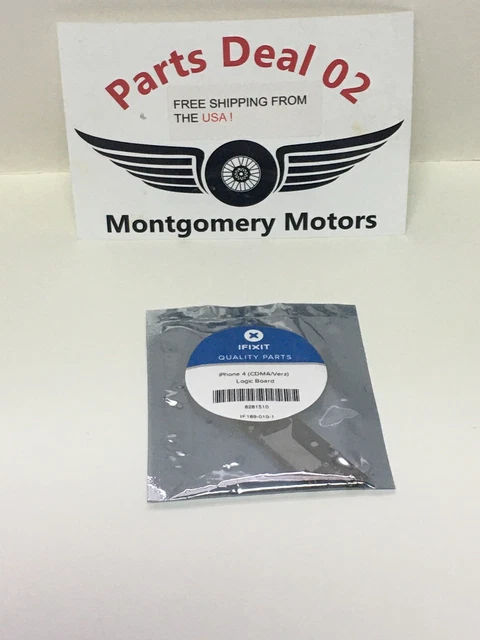 Parts Deal 02
FREE SHIPPING FROM
THE USA !
Montgomery Motors
IFIXIT
QUALITY PARTS
iPhone 4 (CDMA/Verz)
Logic Board
6281510
IF189-010-1